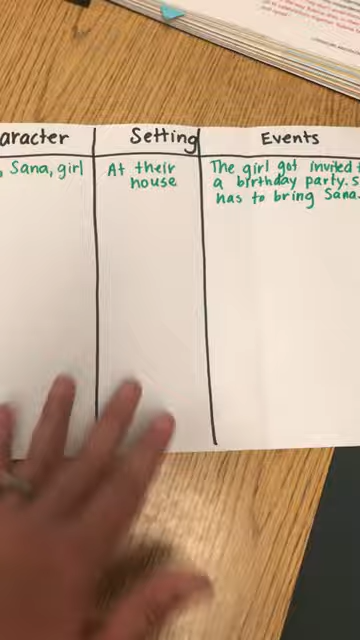 aracter Setting Events
, Sana, girl
At their
house
The girl got invited
a birthday party.
has to bring Sana.